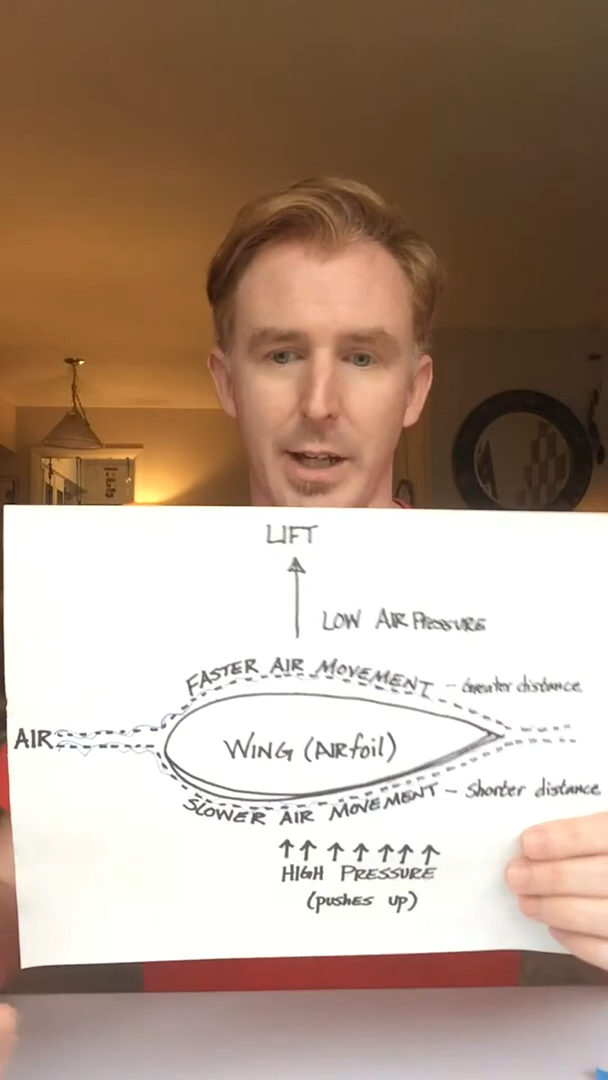 LIFT
LOW AIR PRESSURE
FASTER AIR MOVEMENT - Greater distance
AIR
WING (AIRfoil)
SLOWER AIR MOVEMENT - Shorter distance
HIGH PRESSURE
(pushes up)